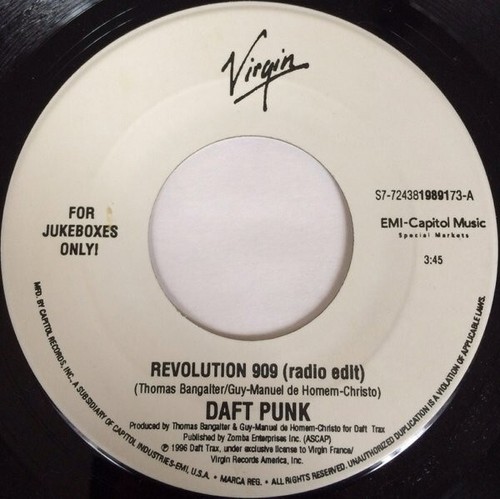 Virgin
FOR
JUKEBOXES
ONLY!
S7-72438198​9173-A
EMI-Capitol Music
Special Markets
3:45
REVOLUTION 909 (radio edit)
(Thomas Bangalter/Guy-Manuel de Homem-Christo)
DAFT PUNK
Produced by Thomas Bangalter & Guy-Manuel de Homem-Christo for Daft Trax
Published by Zomba Enterprises Inc. (ASCAP)
℗ 1996 Daft Trax, under exclusive license to Virgin France/
Virgin Records America, Inc.
MFD. BY CAPITOL RECORDS, INC., A SUBSIDIARY OF CAPITOL INDUSTRIES-EMI, U.S.A. • MARCA REG. • ALL RIGHTS RESERVED. UNAUTHORIZED DUPLICATION IS A VIOLATION OF APPLICABLE LAWS.